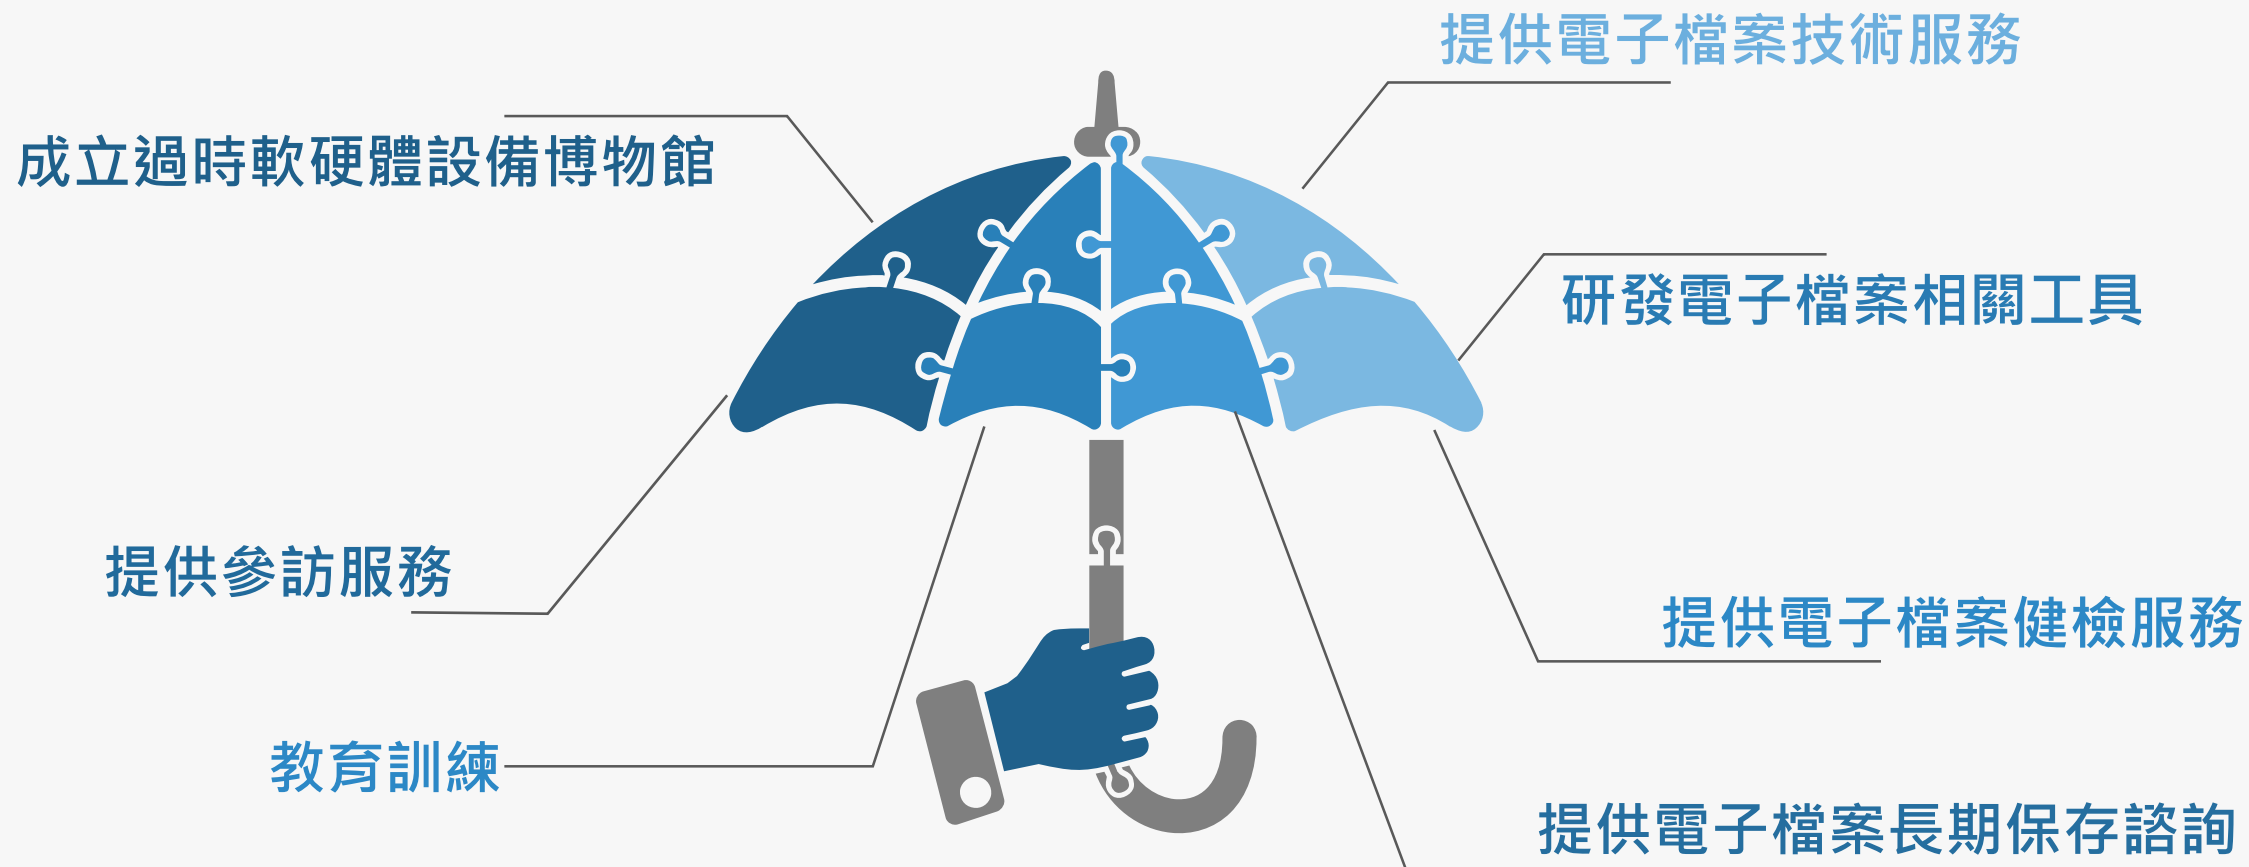 提供電子檔案技術服務
成立過時軟硬體設備博物館
研發電子檔案相關工具
提供參訪服務
提供電子檔案健檢服務
教育訓練
提供電子檔案長期保存諮詢